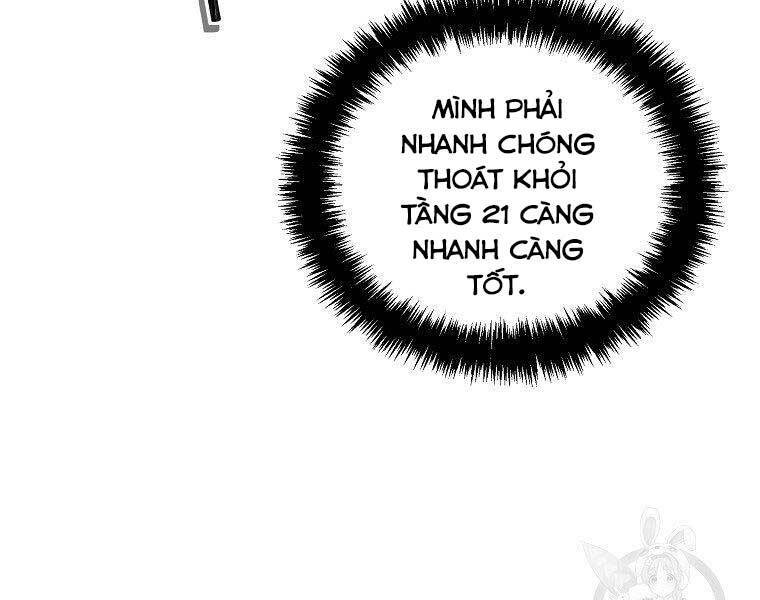 MÌNH PHẢI
NHANH CHÓNG
THOÁT KHỎI
TẦNG 21 CÀNG
NHANH CÀNG
TỐT.